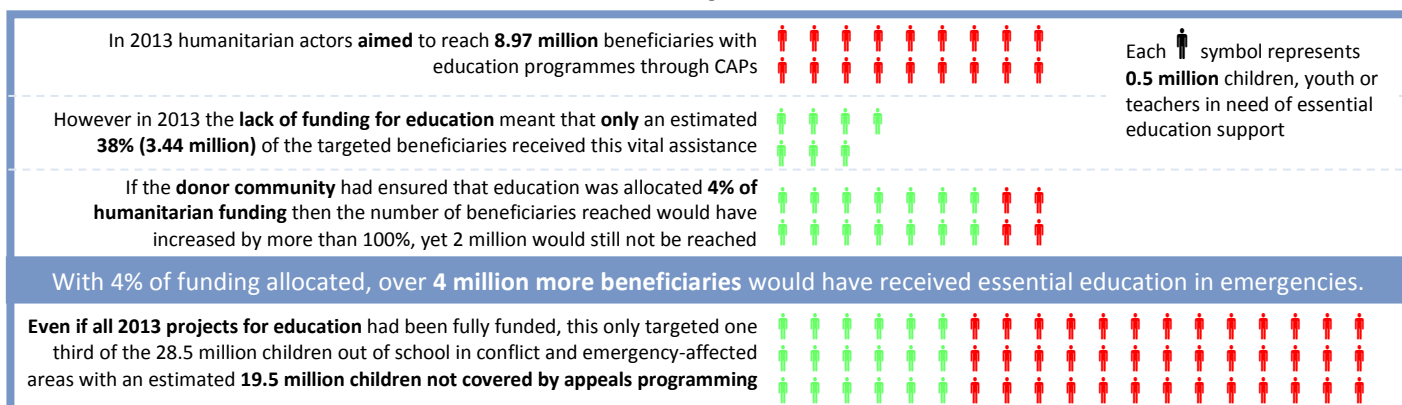 In 2013 humanitarian actors aimed to reach 8.97 million beneficiaries with
education programmes through CAPs
Each symbol represents
0.5 million children, youth or
teachers in need of essential
education support
However in 2013 the lack of funding for education meant that only an estimated
38% (3.44 million) of the targeted beneficiaries received this vital assistance
If the donor community had ensured that education was allocated 4% of
humanitarian funding then the number of beneficiaries reached would have
increased by more than 100%, yet 2 million would still not be reached
With 4% of funding allocated, over 4 million more beneficiaries would have received essential education in emergencies.
Even if all 2013 projects for education had been fully funded, this only targeted one
third of the 28.5 million children out of school in conflict and emergency-affected
areas with an estimated 19.5 million children not covered by appeals programming